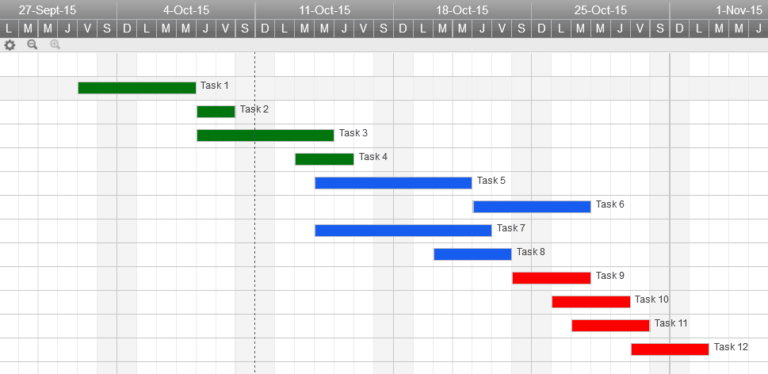 27-Sept-15 4-Oct-15 11-Oct-15 18-Oct-15 25-Oct-15 1-Nov-15
L M M J V S D L M M J V S D L M M J V S D L M M J V S D L M M J V S D L M M J
Task 1
Task 2
Task 3
Task 4
Task 5
Task 6
Task 7
Task 8
Task 9
Task 10
Task 11
Task 12